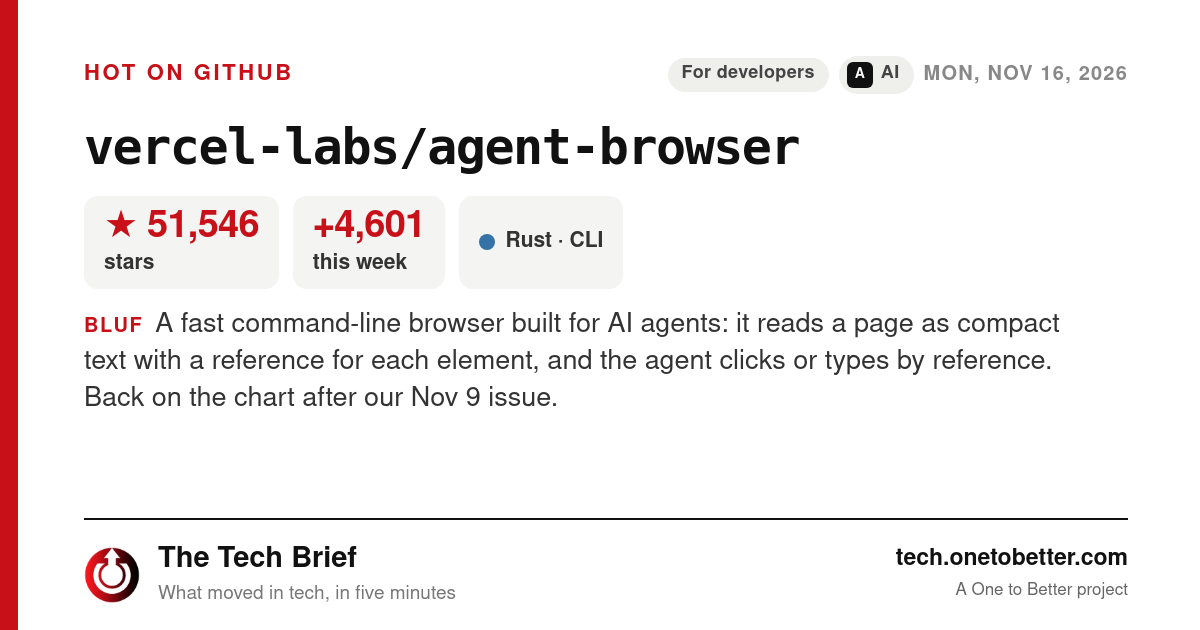 HOT ON GITHUB
For developers
A AI
MON, NOV 16, 2026
vercel-labs/agent-browser
★ 51,546
stars
+4,601
this week
Rust · CLI
BLUF A fast command-line browser built for AI agents: it reads a page as compact
text with a reference for each element, and the agent clicks or types by reference.
Back on the chart after our Nov 9 issue.
The Tech Brief
What moved in tech, in five minutes
tech.onetobetter.com
A One to Better project